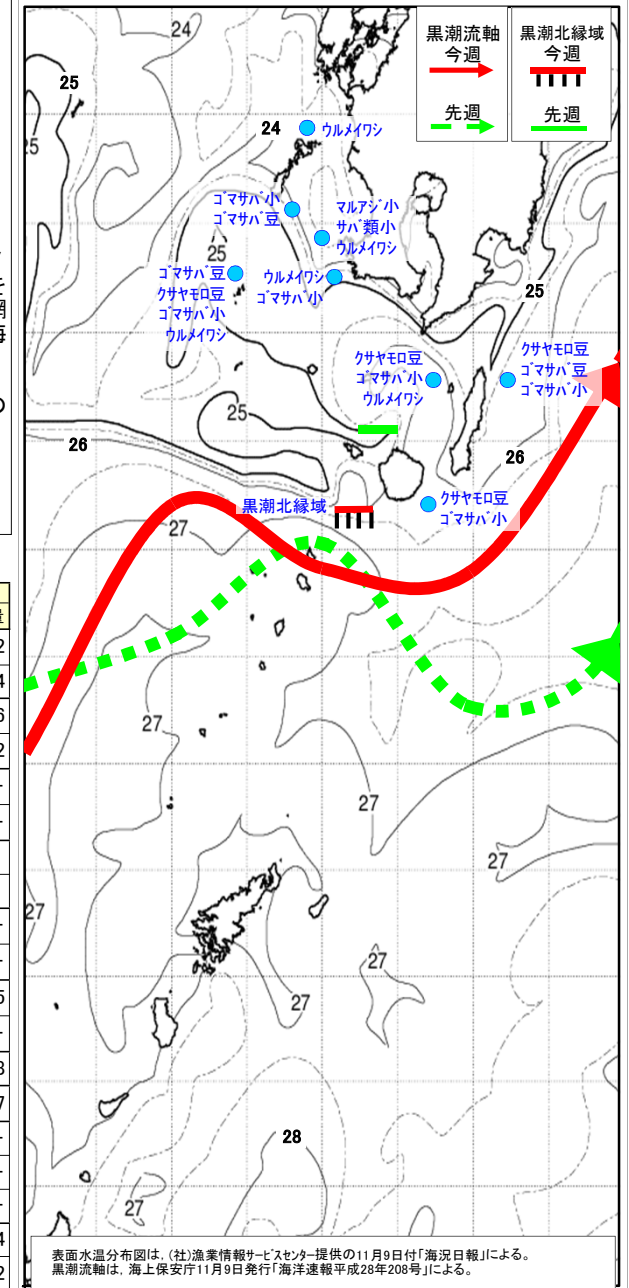 黒潮流軸
今週
先週
黒潮北縁域
今週
先週
24
25
24
ウルメイワシ
25
ゴマサバ小
ゴマサバ豆
マルアジ小
サバ類小
ウルメイワシ
25
ゴマサバ豆
クサヤモロ豆
ゴマサバ小
ウルメイワシ
ウルメイワシ
ゴマサバ小
25
クサヤモロ豆
ゴマサバ小
ウルメイワシ
クサヤモロ豆
ゴマサバ豆
ゴマサバ小
25
26
26
クサヤモロ豆
ゴマサバ小
黒潮北縁域
27
27
27
27
27
27
27
28
27
表面水温分布図は、(社)漁業情報サービスセンター提供の11月9日付「海況日報」による。
黒潮流軸は、海上保安庁11月9日発行「海洋速報平成28年208号」による。
の
2
4
6
2
-
-
-
-
5
-
3
7
-
-
-
4
2